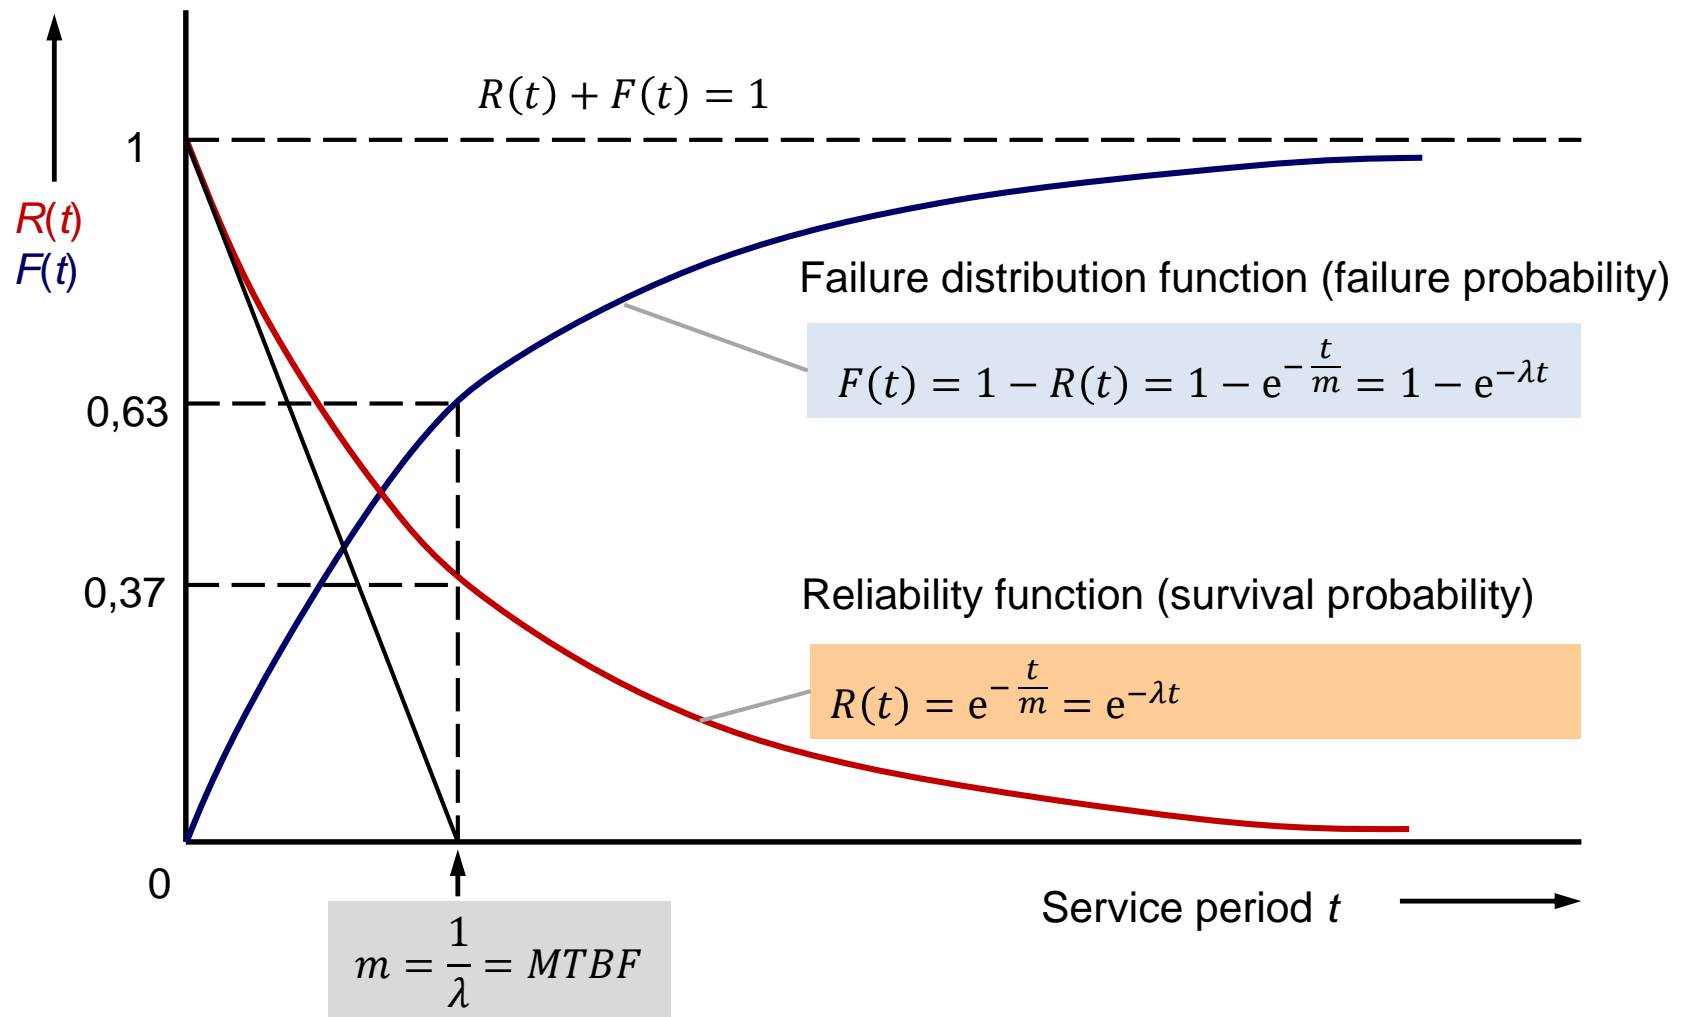 R(t) + F(t) = 1
1
R(t)
F(t)
Failure distribution function (failure probability)
F(t) = 1 − R(t) = 1 − e^{−t/m} = 1 − e^{−λt}
0,63
0,37
Reliability function (survival probability)
R(t) = e^{−t/m} = e^{−λt}
0
Service period t
m = 1/λ = MTBF